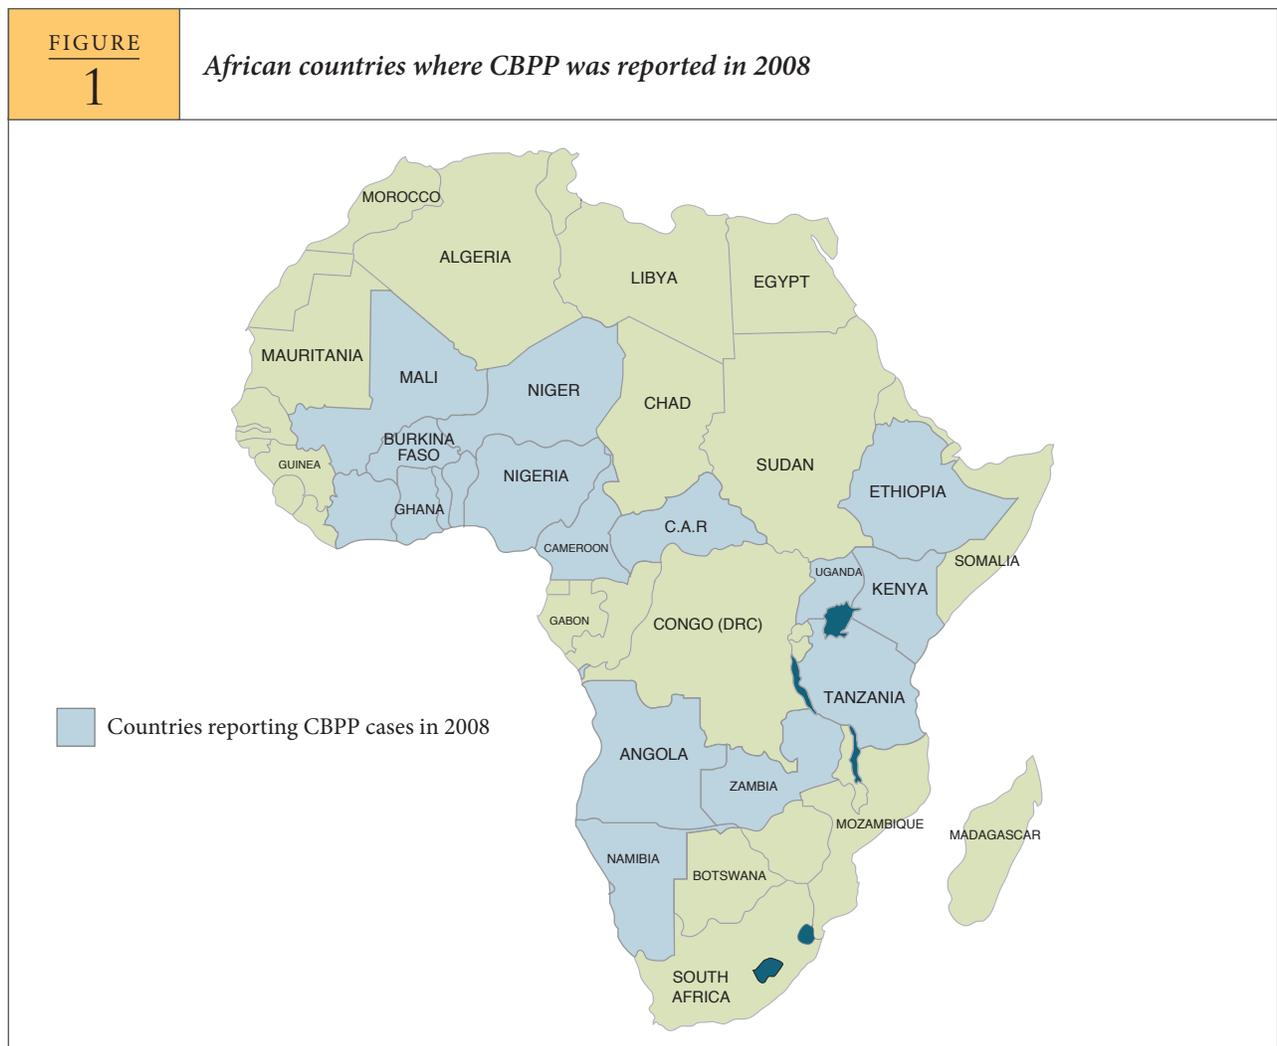 FIGURE
1
African countries where CBPP was reported in 2008
MOROCCO
ALGERIA
LIBYA
EGYPT
MAURITANIA
MALI
NIGER
CHAD
BURKINA
FASO
GUINEA
NIGERIA
SUDAN
ETHIOPIA
GHANA
C.A.R
CAMEROON
SOMALIA
UGANDA
KENYA
GABON
CONGO (DRC)
TANZANIA
Countries reporting CBPP cases in 2008
ANGOLA
ZAMBIA
MOZAMBIQUE
MADAGASCAR
NAMIBIA
BOTSWANA
SOUTH
AFRICA